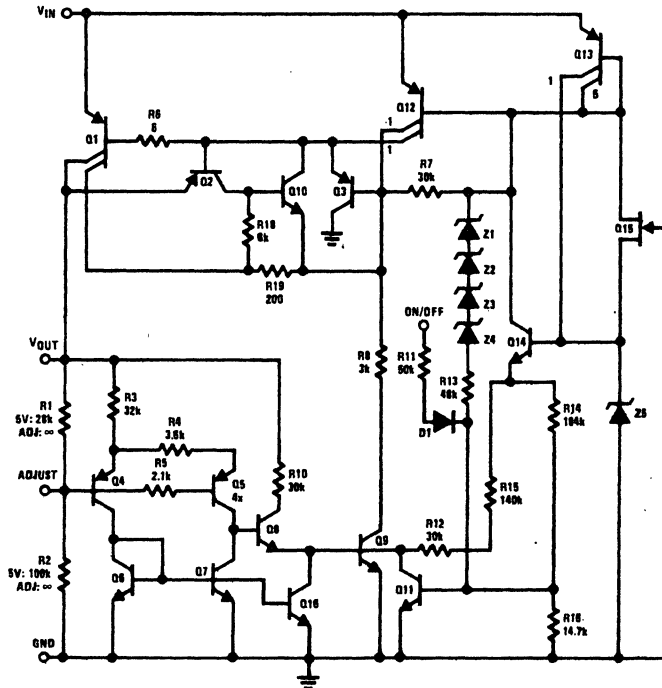 VIN
Q13
1
6
Q12
1
1
R6
6
Q1
Q2
Q10
Q3
R7
30k
R18
6k
R19
200
Z1
Z2
Z3
Z4
Q15
ON/OFF
R11
50k
R13
46k
Q14
D1
VOUT
R1
5V: 28k
ADJ: ∞
R3
32k
R4
3.6k
R5
2.1k
R8
3k
R14
184k
Z5
ADJUST
Q4
Q5
4x
R10
30k
Q8
R15
140k
R12
30k
Q9
R2
5V: 100k
ADJ: ∞
Q6
Q7
Q16
Q11
R16
14.7k
GND